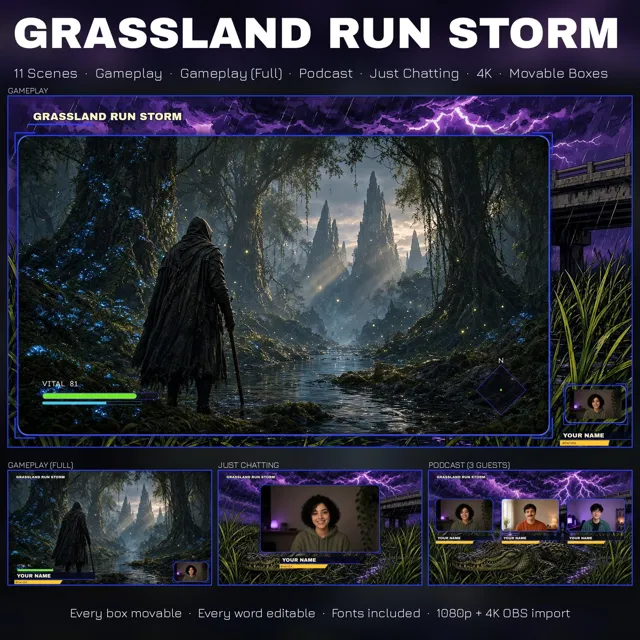 GRASSLAND RUN STORM
11 Scenes · Gameplay · Gameplay (Full) · Podcast · Just Chatting · 4K · Movable Boxes
GAMEPLAY
GRASSLAND RUN STORM
N
VITAL 81
YOUR NAME
GAMEPLAY (FULL)
JUST CHATTING
PODCAST (3 GUESTS)
GRASSLAND RUN STORM
GRASSLAND RUN STORM
GRASSLAND RUN STORM
YOUR NAME
YOUR NAME
YOUR NAME
YOUR NAME
YOUR NAME
Every box movable · Every word editable · Fonts included · 1080p + 4K OBS import